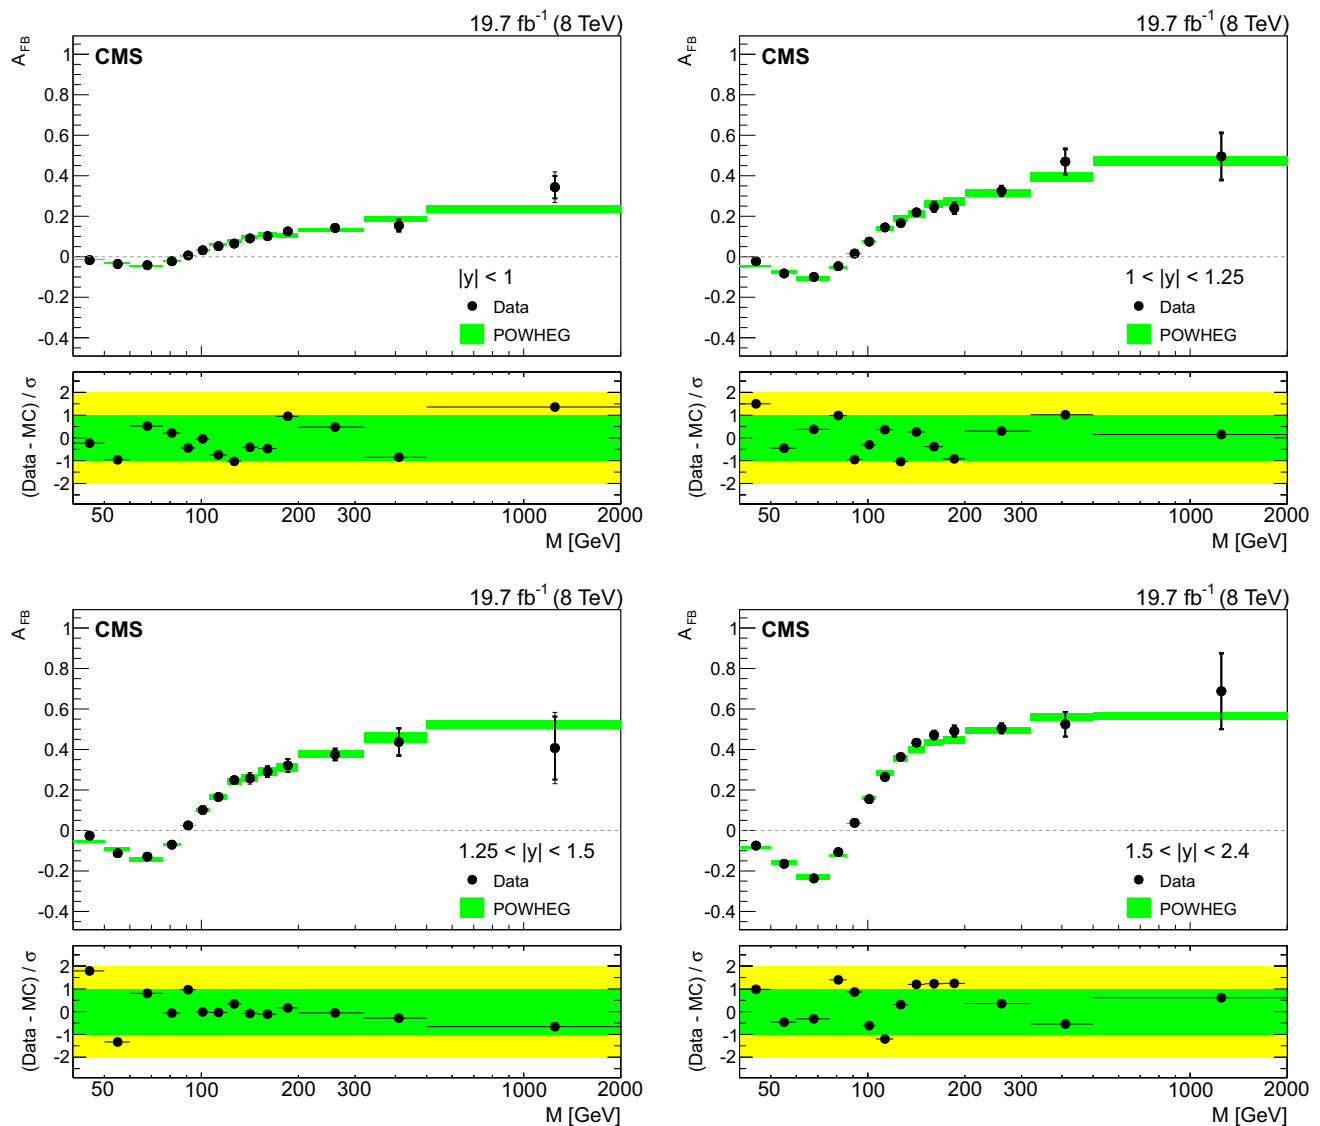 19.7 fb⁻¹ (8 TeV)
A_FB
CMS
1
0.8
0.6
0.4
0.2
0
-0.2
-0.4
|y| < 1
Data
POWHEG
(Data - MC) / σ
2
1
0
-1
-2
50 100 200 300 1000 2000
M [GeV]
19.7 fb⁻¹ (8 TeV)
A_FB
CMS
1
0.8
0.6
0.4
0.2
0
-0.2
-0.4
1 < |y| < 1.25
Data
POWHEG
(Data - MC) / σ
2
1
0
-1
-2
50 100 200 300 1000 2000
M [GeV]
19.7 fb⁻¹ (8 TeV)
A_FB
CMS
1
0.8
0.6
0.4
0.2
0
-0.2
-0.4
1.25 < |y| < 1.5
Data
POWHEG
(Data - MC) / σ
2
1
0
-1
-2
50 100 200 300 1000 2000
M [GeV]
19.7 fb⁻¹ (8 TeV)
A_FB
CMS
1
0.8
0.6
0.4
0.2
0
-0.2
-0.4
1.5 < |y| < 2.4
Data
POWHEG
(Data - MC) / σ
2
1
0
-1
-2
50 100 200 300 1000 2000
M [GeV]